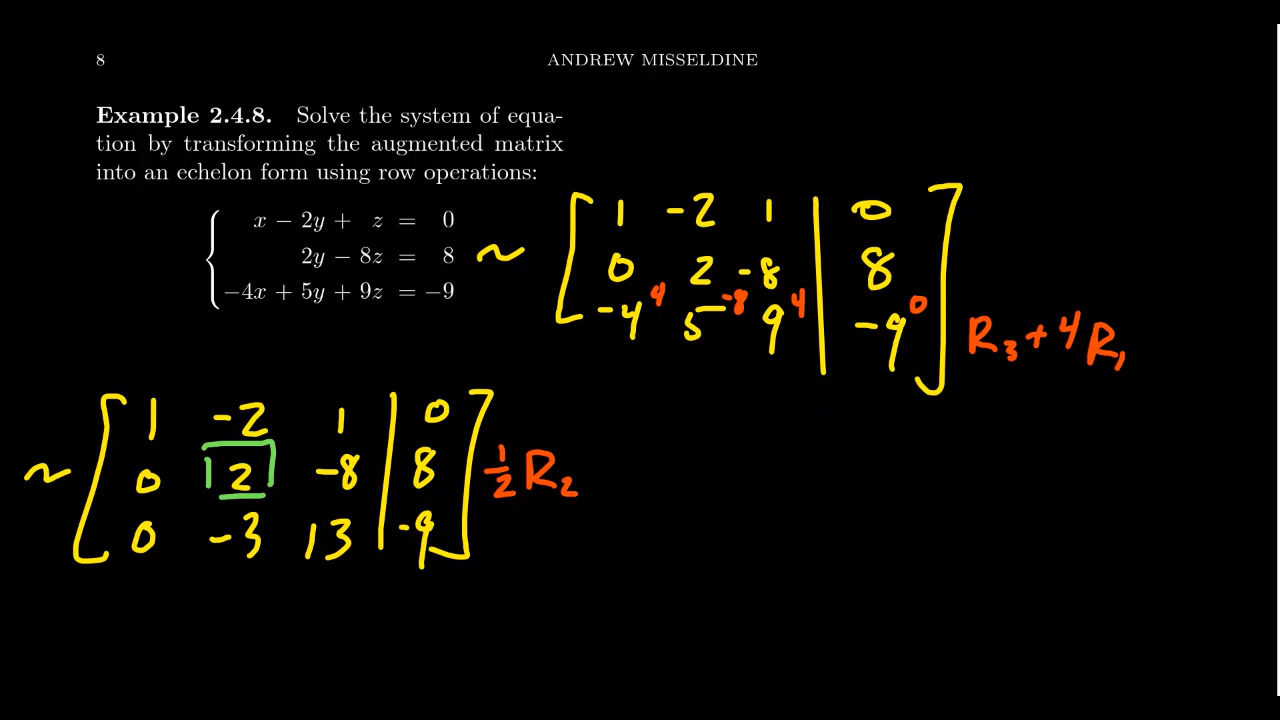 8 ANDREW MISSELDINE
Example 2.4.8. Solve the system of equa-
tion by transforming the augmented matrix
into an echelon form using row operations:
x − 2y + z = 0
2y − 8z = 8
−4x + 5y + 9z = −9
~ [ 1 -2 1 | 0 ]
0 2 -8 | 8
-4 4 5 -8 9 4 | -9 0 R₃ + 4R₁
1 -2 1 | 0
~ 0 2 -8 | 8 ½ R₂
0 -3 13 | -9